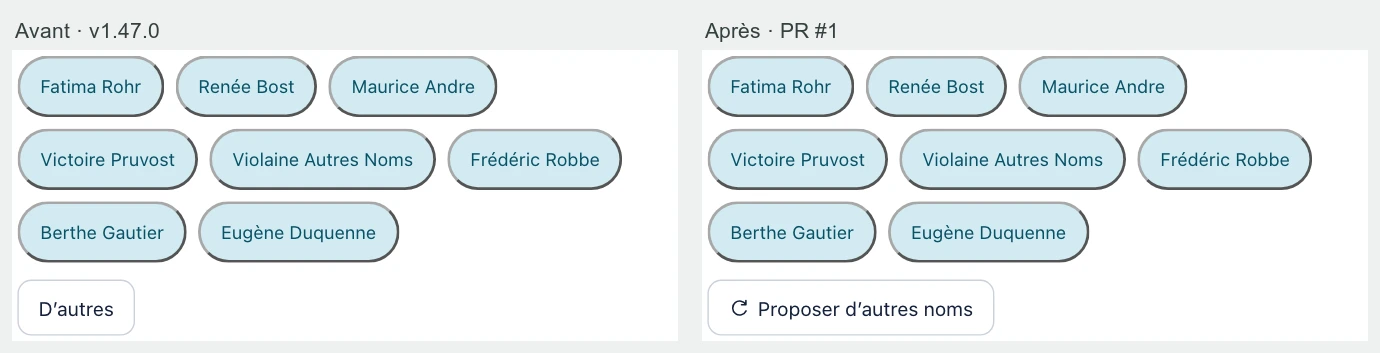 Avant · v1.47.0
Fatima Rohr Renée Bost Maurice Andre
Victoire Pruvost Violaine Autres Noms Frédéric Robbe
Berthe Gautier Eugène Duquenne
D’autres
Après · PR #1
Fatima Rohr Renée Bost Maurice Andre
Victoire Pruvost Violaine Autres Noms Frédéric Robbe
Berthe Gautier Eugène Duquenne
Proposer d’autres noms